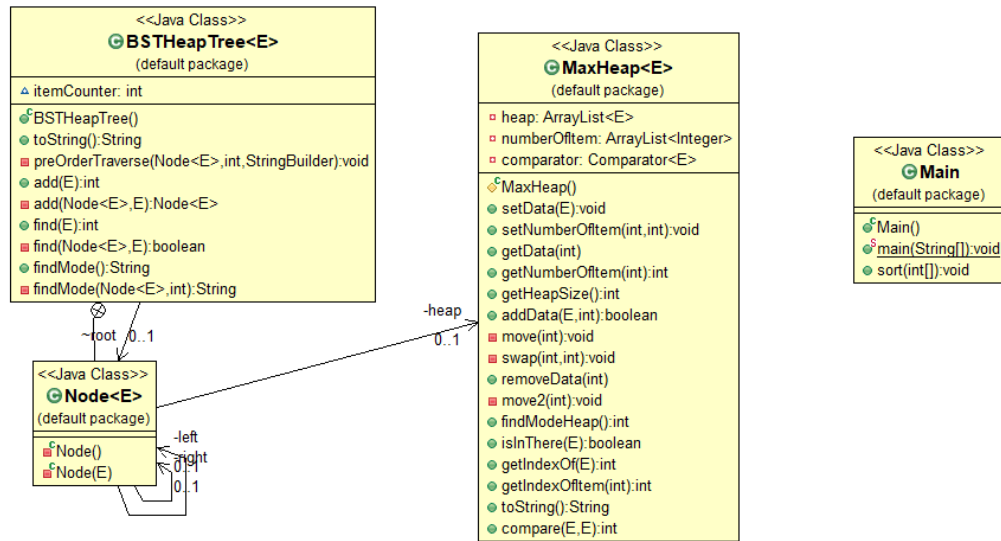 <<Java Class>>
BSTHeapTree<E>
(default package)
itemCounter: int
BSTHeapTree()
toString():String
preOrderTraverse(Node<E>,int,StringBuilder):void
add(E):int
add(Node<E>,E):Node<E>
find(E):int
find(Node<E>,E):boolean
findMode():String
findMode(Node<E>,int):String
~root 0..1
<<Java Class>>
Node<E>
(default package)
Node()
Node(E)
-left
-right
0..1
0..1
-heap
0..1
<<Java Class>>
MaxHeap<E>
(default package)
heap: ArrayList<E>
numberOfItem: ArrayList<Integer>
comparator: Comparator<E>
MaxHeap()
setData(E):void
setNumberOfItem(int,int):void
getData(int)
getNumberOfItem(int):int
getHeapSize():int
addData(E,int):boolean
move(int):void
swap(int,int):void
removeData(int)
move2(int):void
findModeHeap():int
isInThere(E):boolean
getIndexOf(E):int
getIndexOfItem(int):int
toString():String
compare(E,E):int
<<Java Class>>
Main
(default package)
Main()
main(String[]):void
sort(int[]):void